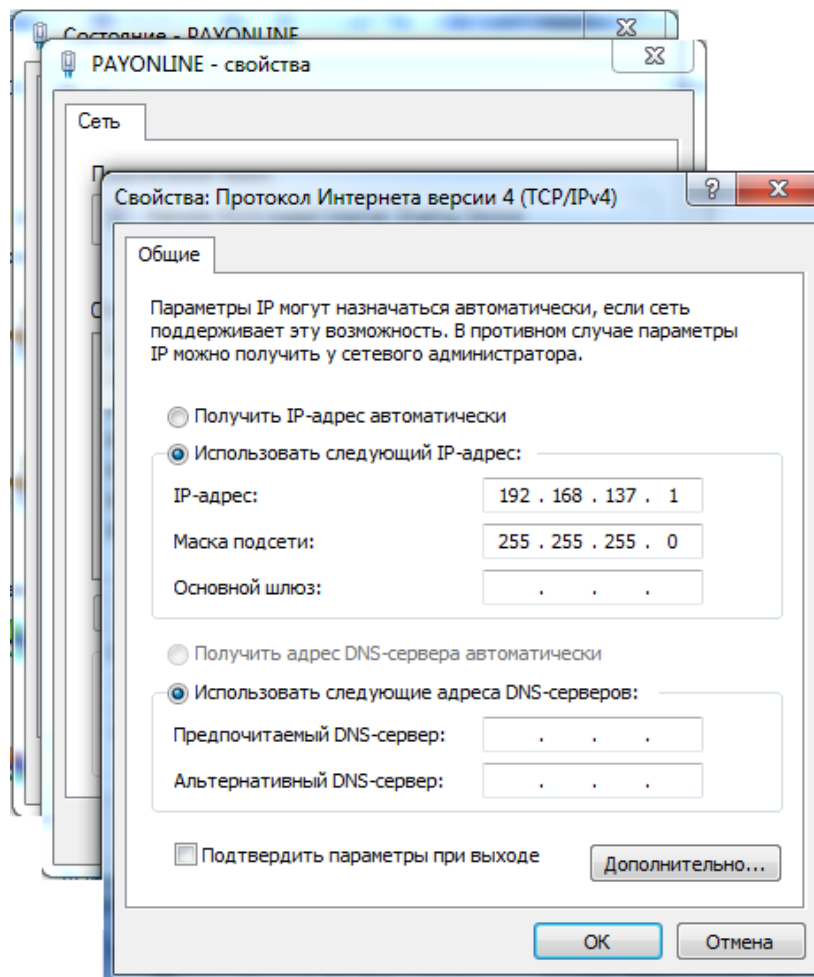 Состояние - PAYONLINE
PAYONLINE - свойства
Сеть
Свойства: Протокол Интернета версии 4 (TCP/IPv4)
Общие
Параметры IP могут назначаться автоматически, если сеть
поддерживает эту возможность. В противном случае параметры
IP можно получить у сетевого администратора.
Получить IP-адрес автоматически
Использовать следующий IP-адрес:
IP-адрес: 192 . 168 . 137 . 1
Маска подсети: 255 . 255 . 255 . 0
Основной шлюз: . . .
Получить адрес DNS-сервера автоматически
Использовать следующие адреса DNS-серверов:
Предпочитаемый DNS-сервер: . . .
Альтернативный DNS-сервер: . . .
Подтвердить параметры при выходе
Дополнительно...
ОК Отмена